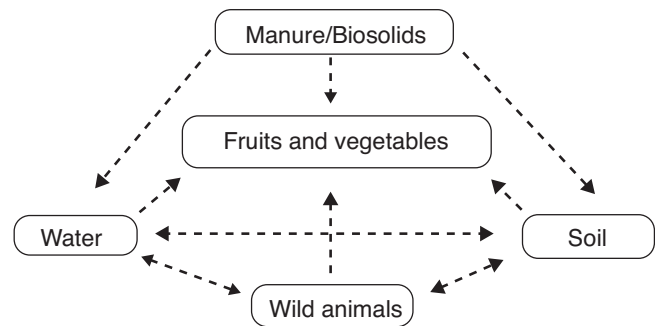 Manure/Biosolids
Fruits and vegetables
Water
Soil
Wild animals